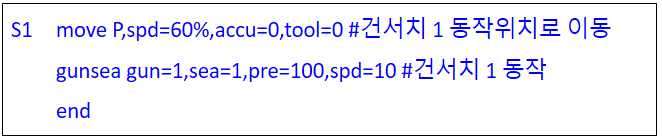 S1 move P,spd=60%,accu=0,tool=0 #건서치 1 동작위치로 이동
gunsea gun=1,sea=1,pre=100,spd=10 #건서치 1 동작
end